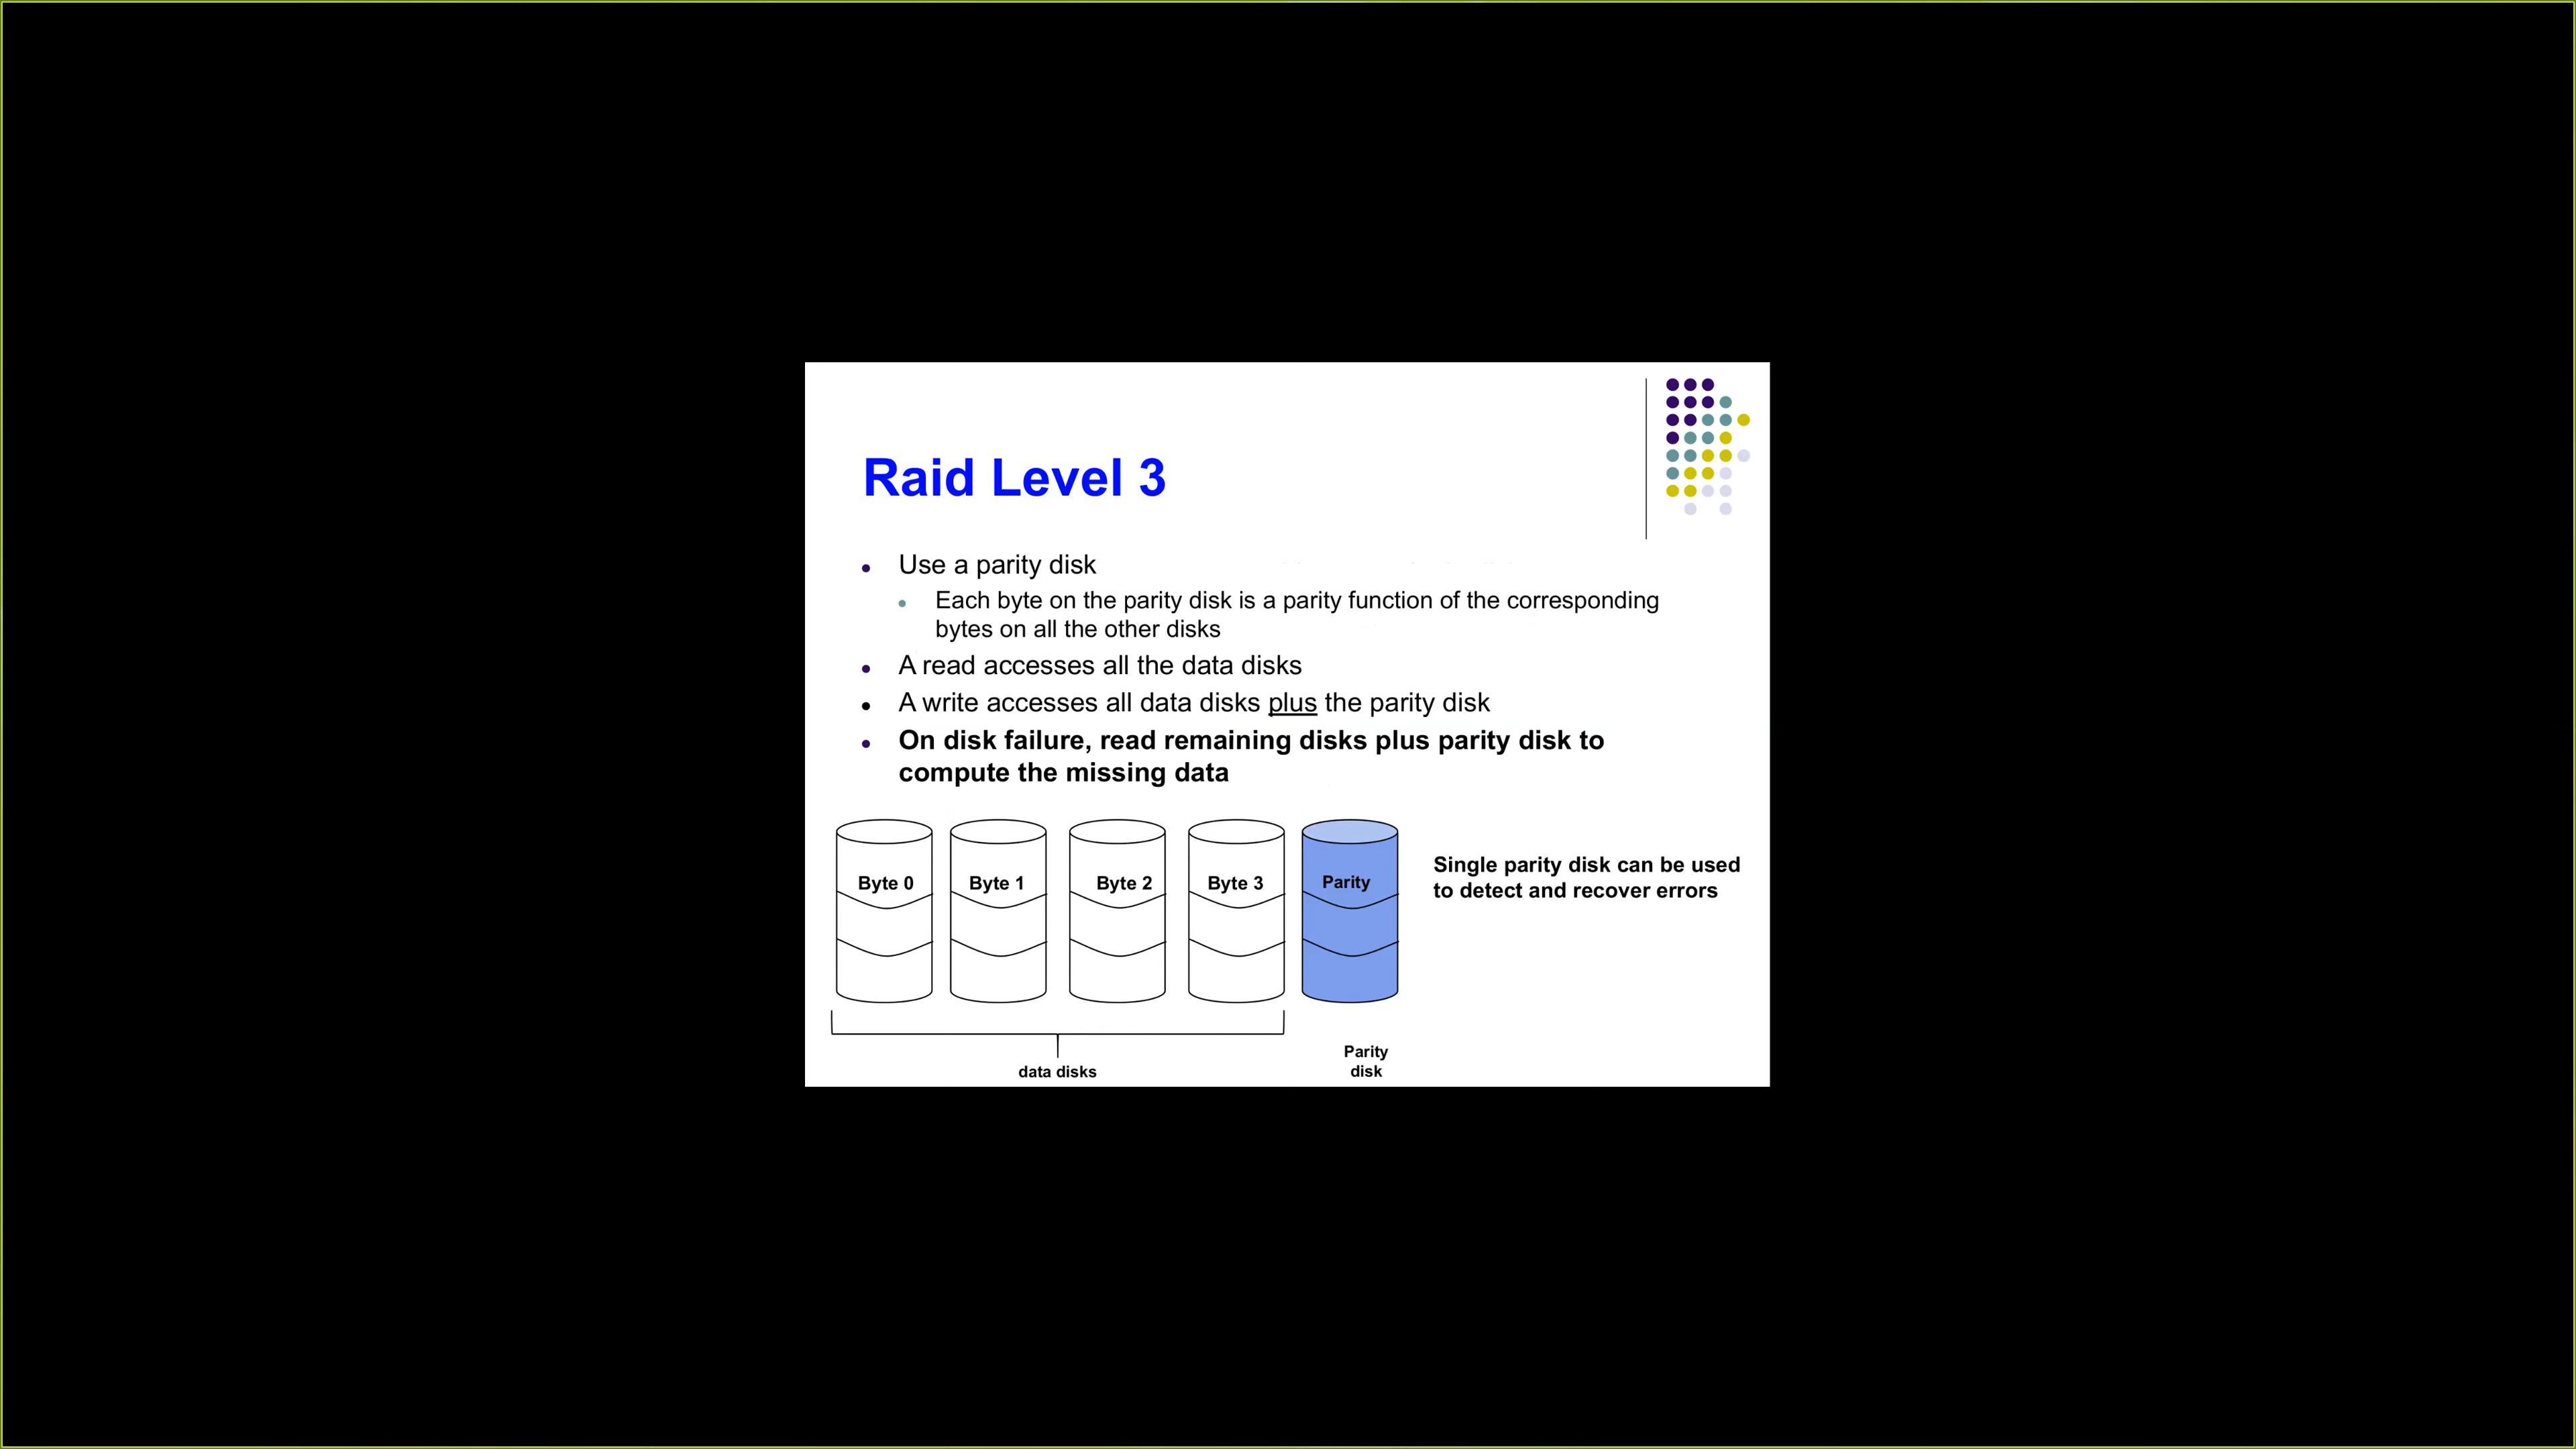 Raid Level 3
Use a parity disk
Each byte on the parity disk is a parity function of the corresponding
bytes on all the other disks
A read accesses all the data disks
A write accesses all data disks plus the parity disk
On disk failure, read remaining disks plus parity disk to
compute the missing data
Byte 0
Byte 1
Byte 2
Byte 3
Parity
Single parity disk can be used
to detect and recover errors
data disks
Parity
disk